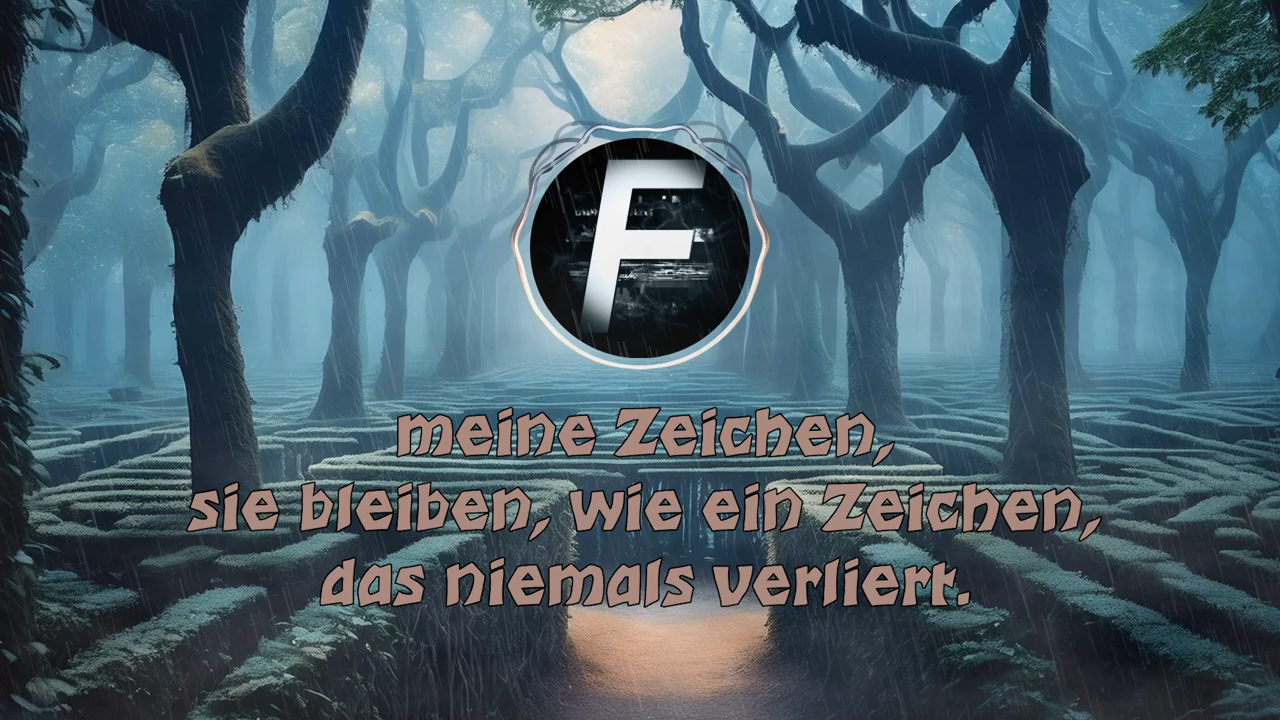 F
meine Zeichen,
sie bleiben, wie ein Zeichen,
das niemals verliert.